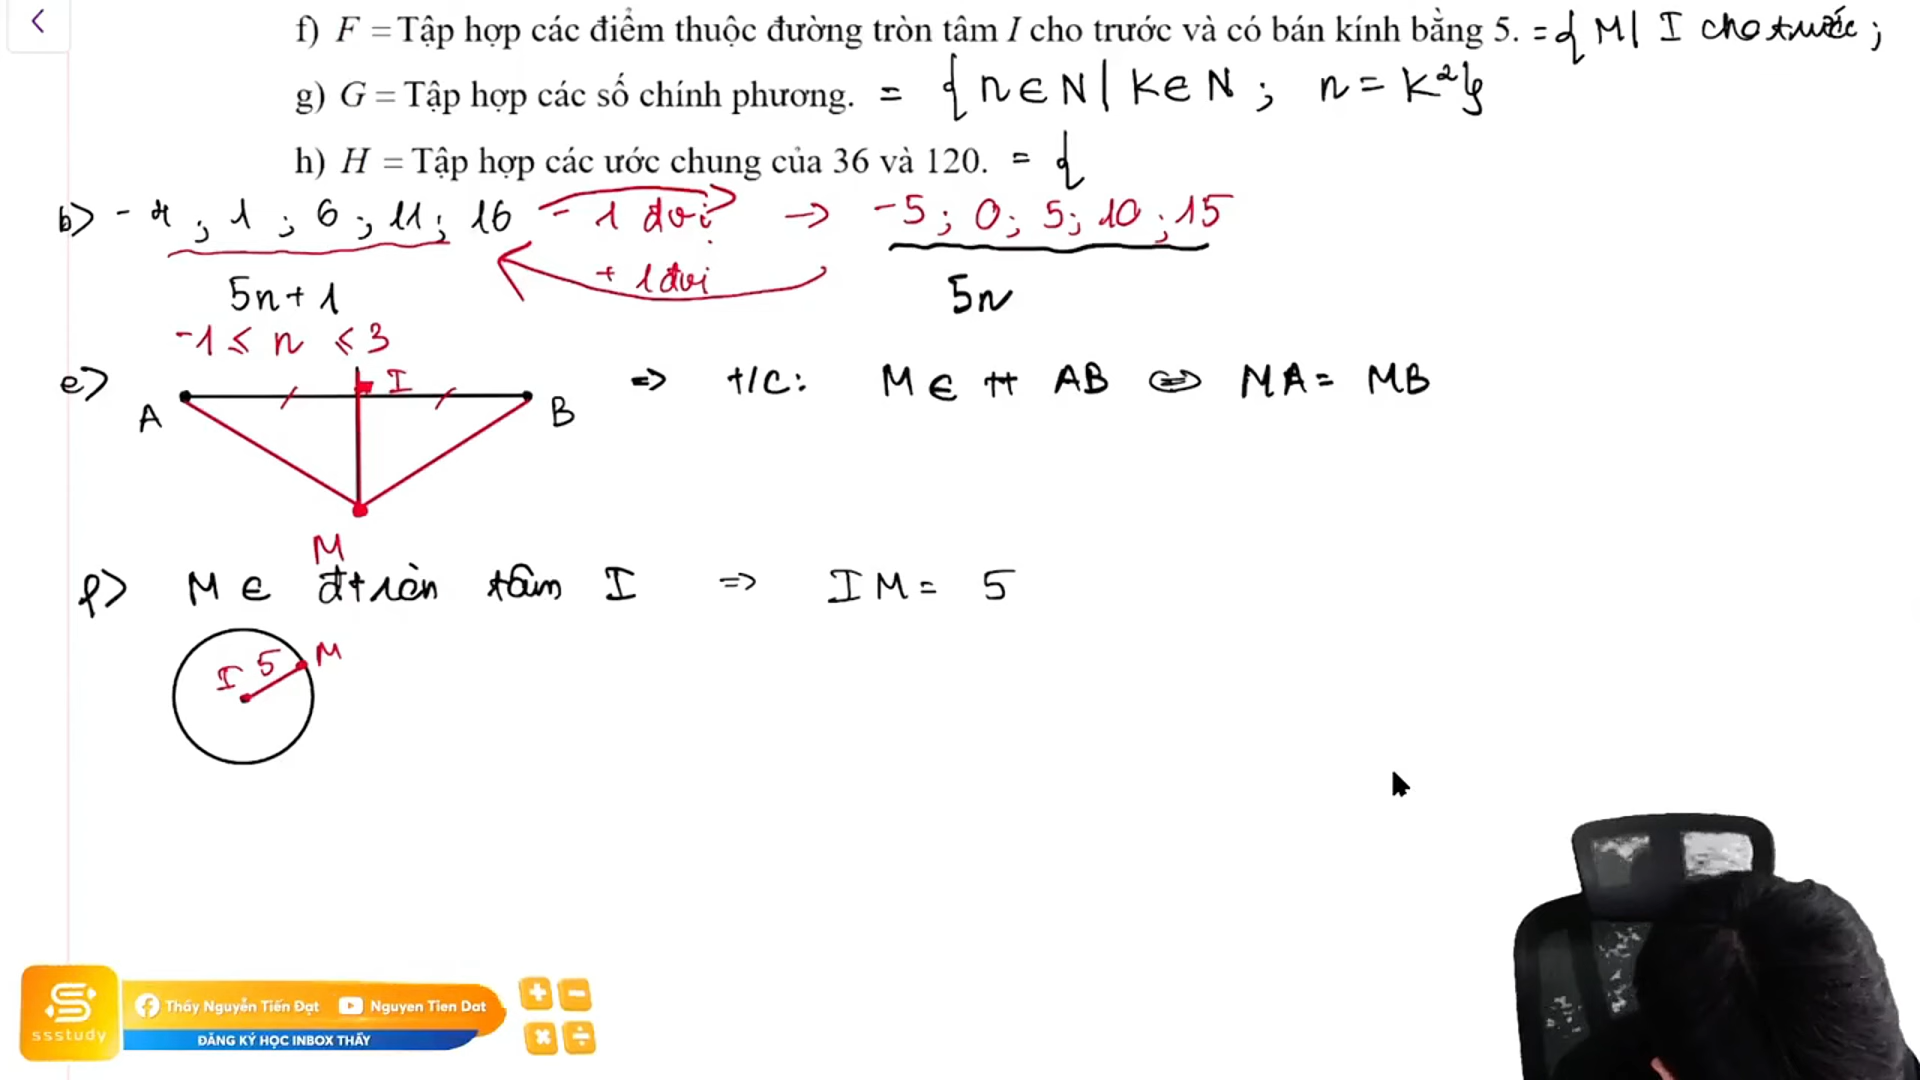 f) F = Tập hợp các điểm thuộc đường tròn tâm I cho trước và có bán kính bằng 5. = { M | I cho trước ;
g) G = Tập hợp các số chính phương. = { n ∈ N | k ∈ N ; n = k² }
h) H = Tập hợp các ước chung của 36 và 120. = {
b) -4 ; 1 ; 6 ; 11 ; 16 - 1 đvị → -5 ; 0 ; 5 ; 10 ; 15
+ 1 đvi
5n + 1 5n
-1 ≤ n ≤ 3
e) A I B M => t/c: M ∈ tt AB <=> MA = MB
f) M ∈ đtròn tâm I => IM = 5
I 5 M
ssstudy
Thầy Nguyễn Tiến Đạt Nguyen Tien Dat
ĐĂNG KÝ HỌC INBOX THẦY